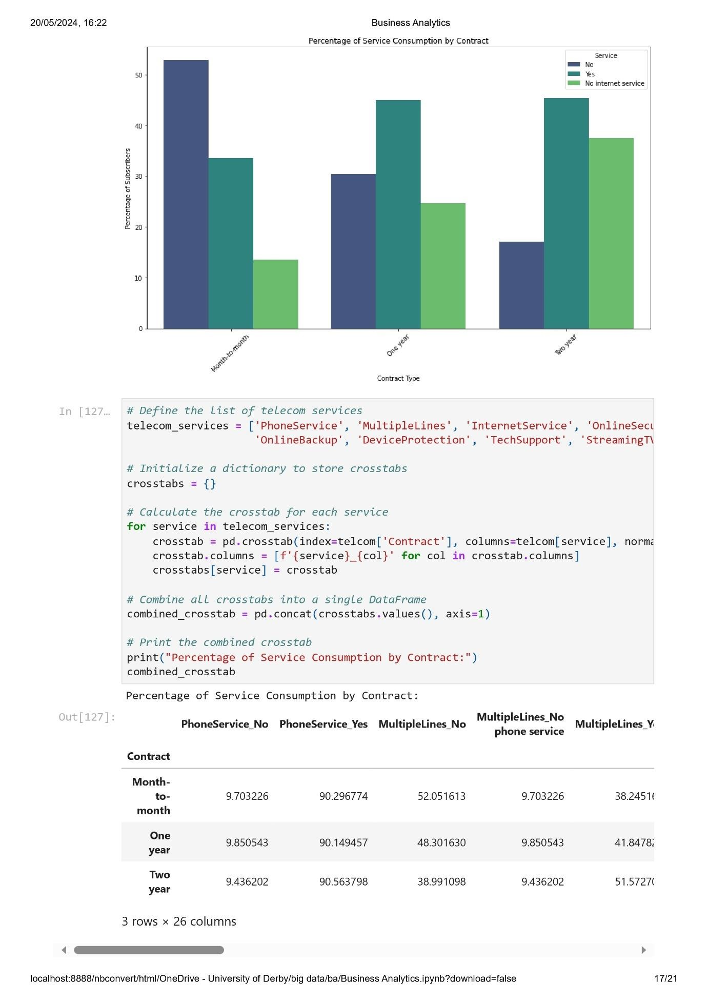 20/05/2024, 16:22 Business Analytics
Percentage of Service Consumption by Contract
Service
No
Yes
No internet service
50
40
30
20
10
0
Percentage of Subscribers
Month-to-month One year Two year
Contract Type
In [127…
# Define the list of telecom services
telecom_services = ['PhoneService', 'MultipleLines', 'InternetService', 'OnlineSecu
'OnlineBackup', 'DeviceProtection', 'TechSupport', 'StreamingTV
# Initialize a dictionary to store crosstabs
crosstabs = {}
# Calculate the crosstab for each service
for service in telecom_services:
    crosstab = pd.crosstab(index=telcom['Contract'], columns=telcom[service], norma
    crosstab.columns = [f'{service}_{col}' for col in crosstab.columns]
    crosstabs[service] = crosstab
# Combine all crosstabs into a single DataFrame
combined_crosstab = pd.concat(crosstabs.values(), axis=1)
# Print the combined crosstab
print("Percentage of Service Consumption by Contract:")
combined_crosstab
Percentage of Service Consumption by Contract:
Out[127]:
PhoneService_No PhoneService_Yes MultipleLines_No MultipleLines_No phone service MultipleLines_Ye
Contract
Month-to-month 9.703226 90.296774 52.051613 9.703226 38.24516
One year 9.850543 90.149457 48.301630 9.850543 41.84782
Two year 9.436202 90.563798 38.991098 9.436202 51.57270
3 rows × 26 columns
localhost:8888/nbconvert/html/OneDrive - University of Derby/big data/ba/Business Analytics.ipynb?download=false 17/21